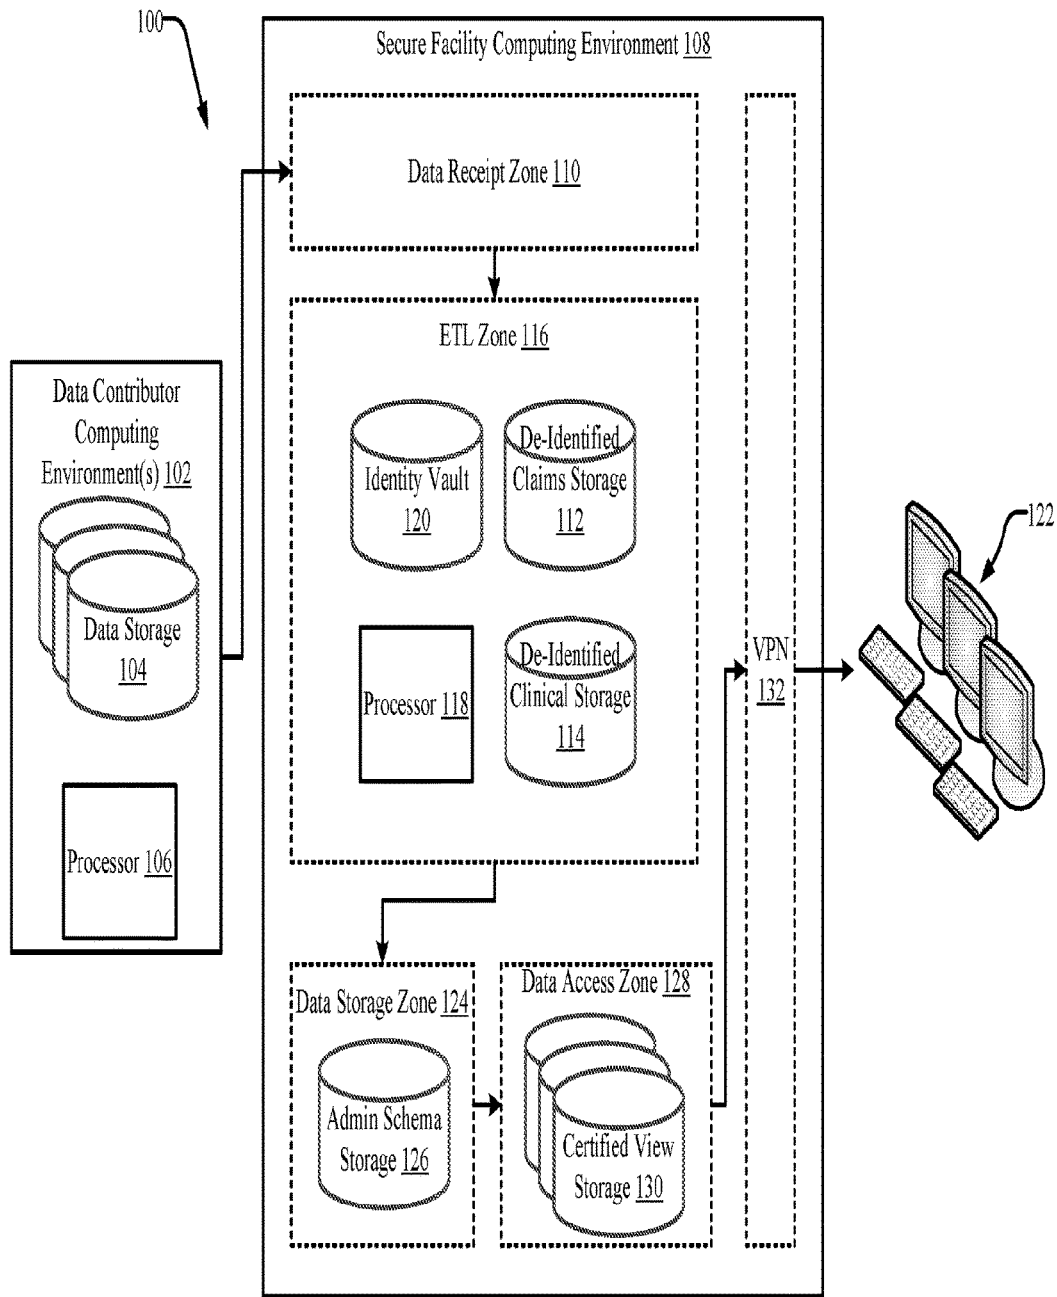 100
Secure Facility Computing Environment 108
Data Receipt Zone 110
ETL Zone 116
Data Contributor
Computing
Environment(s) 102
Identity Vault
120
De-Identified
Claims Storage
112
122
Data Storage
104
Processor 118
De-Identified
Clinical Storage
114
VPN
132
Processor 106
Data Storage Zone 124
Data Access Zone 128
Admin Schema
Storage 126
Certified View
Storage 130